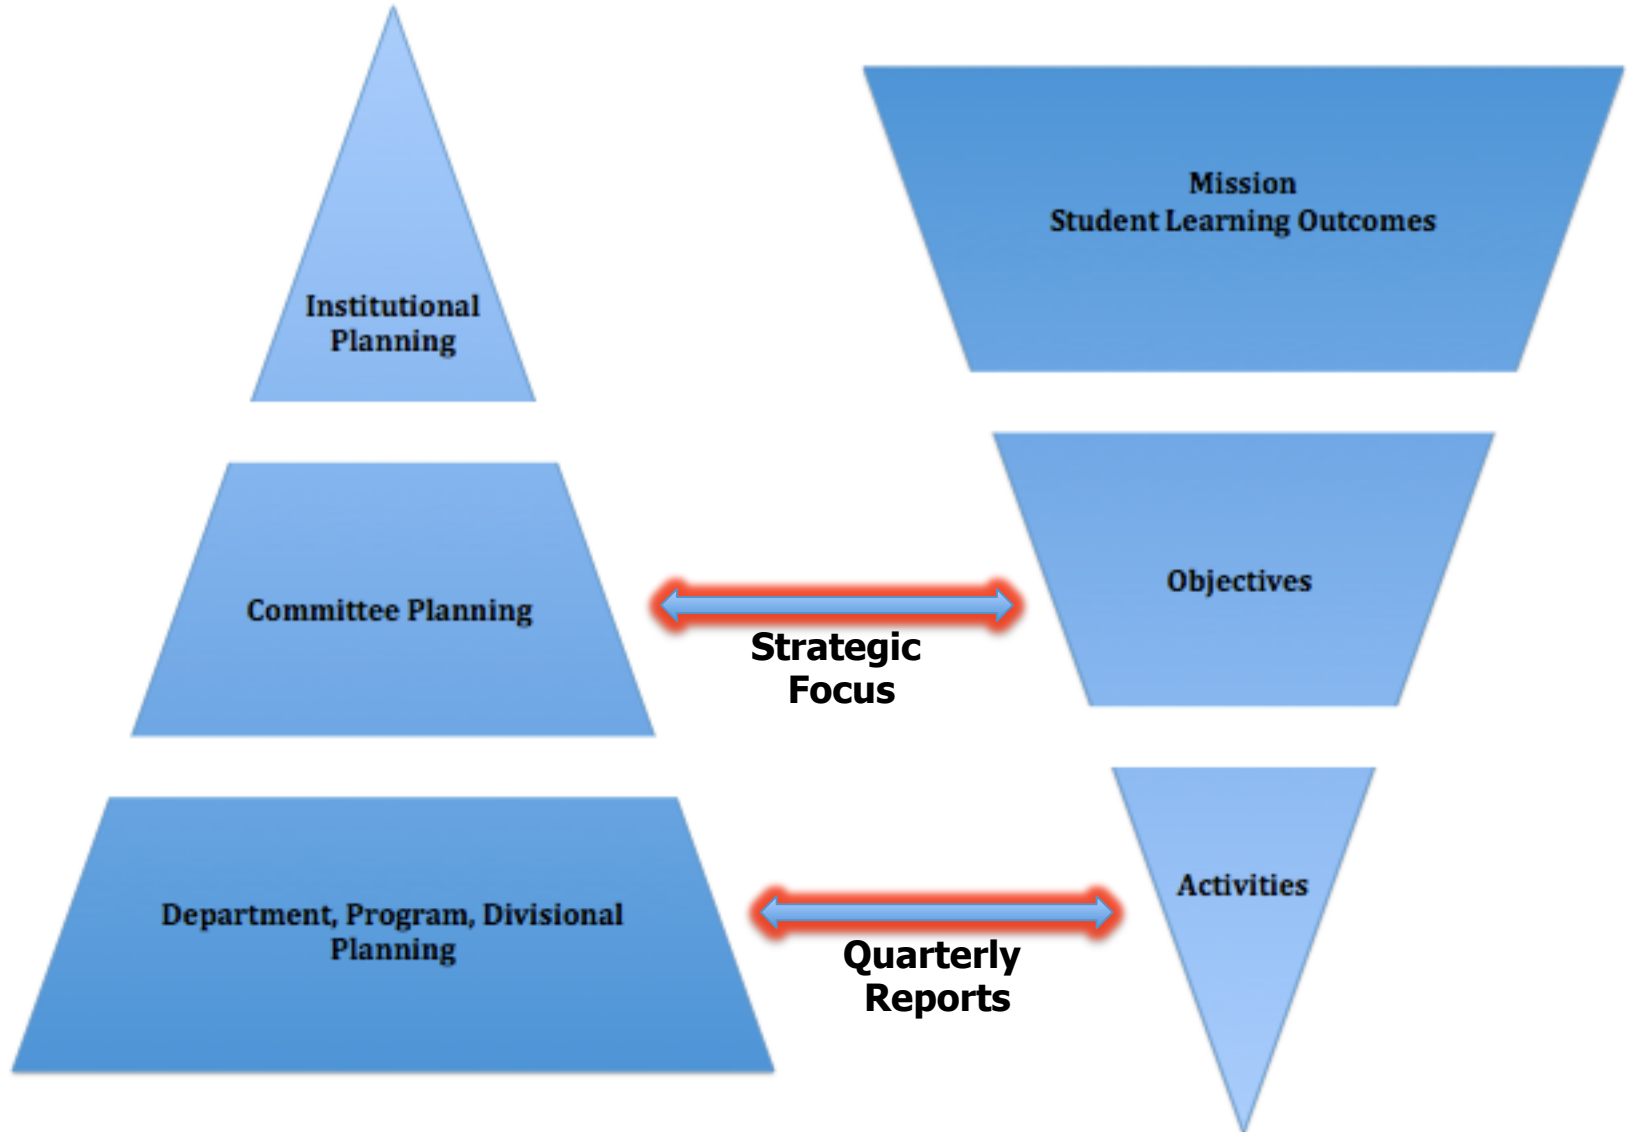 Institutional
Planning
Mission
Student Learning Outcomes
Committee Planning
Strategic
Focus
Objectives
Department, Program, Divisional
Planning
Quarterly
Reports
Activities